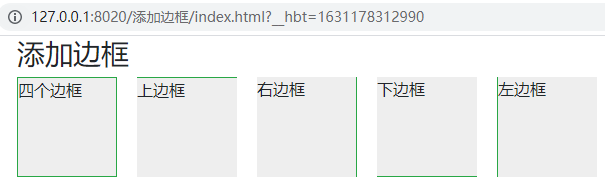 127.0.0.1:8020/添加边框/index.html?__hbt=1631178312990
添加边框
四个边框 上边框 右边框 下边框 左边框